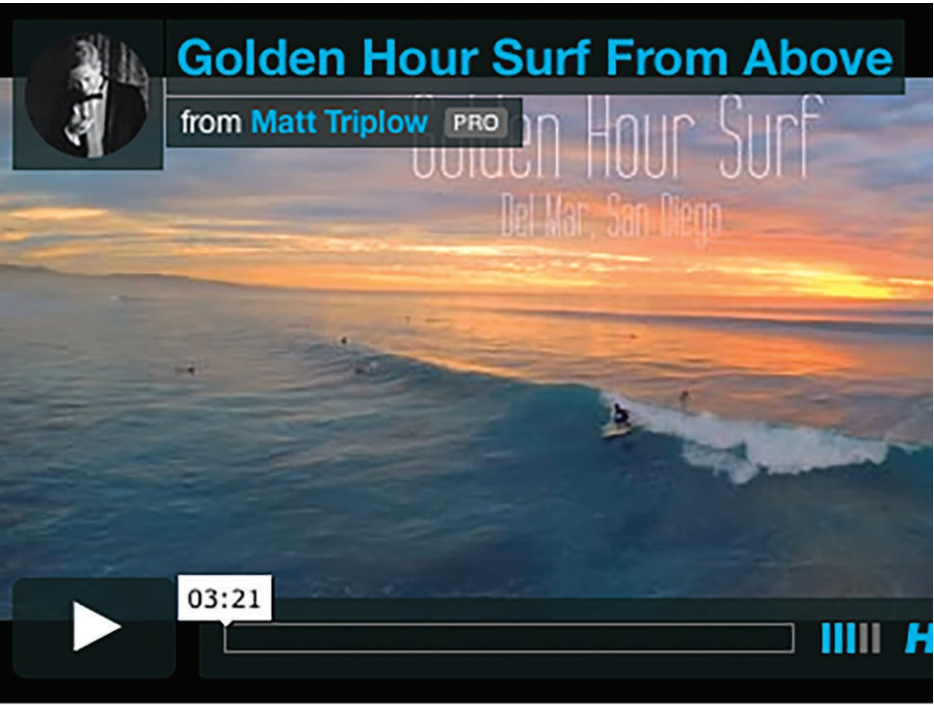 Golden Hour Surf From Above
from Matt Triplow PRO
Golden Hour Surf
Del Mar, San Diego
03:21